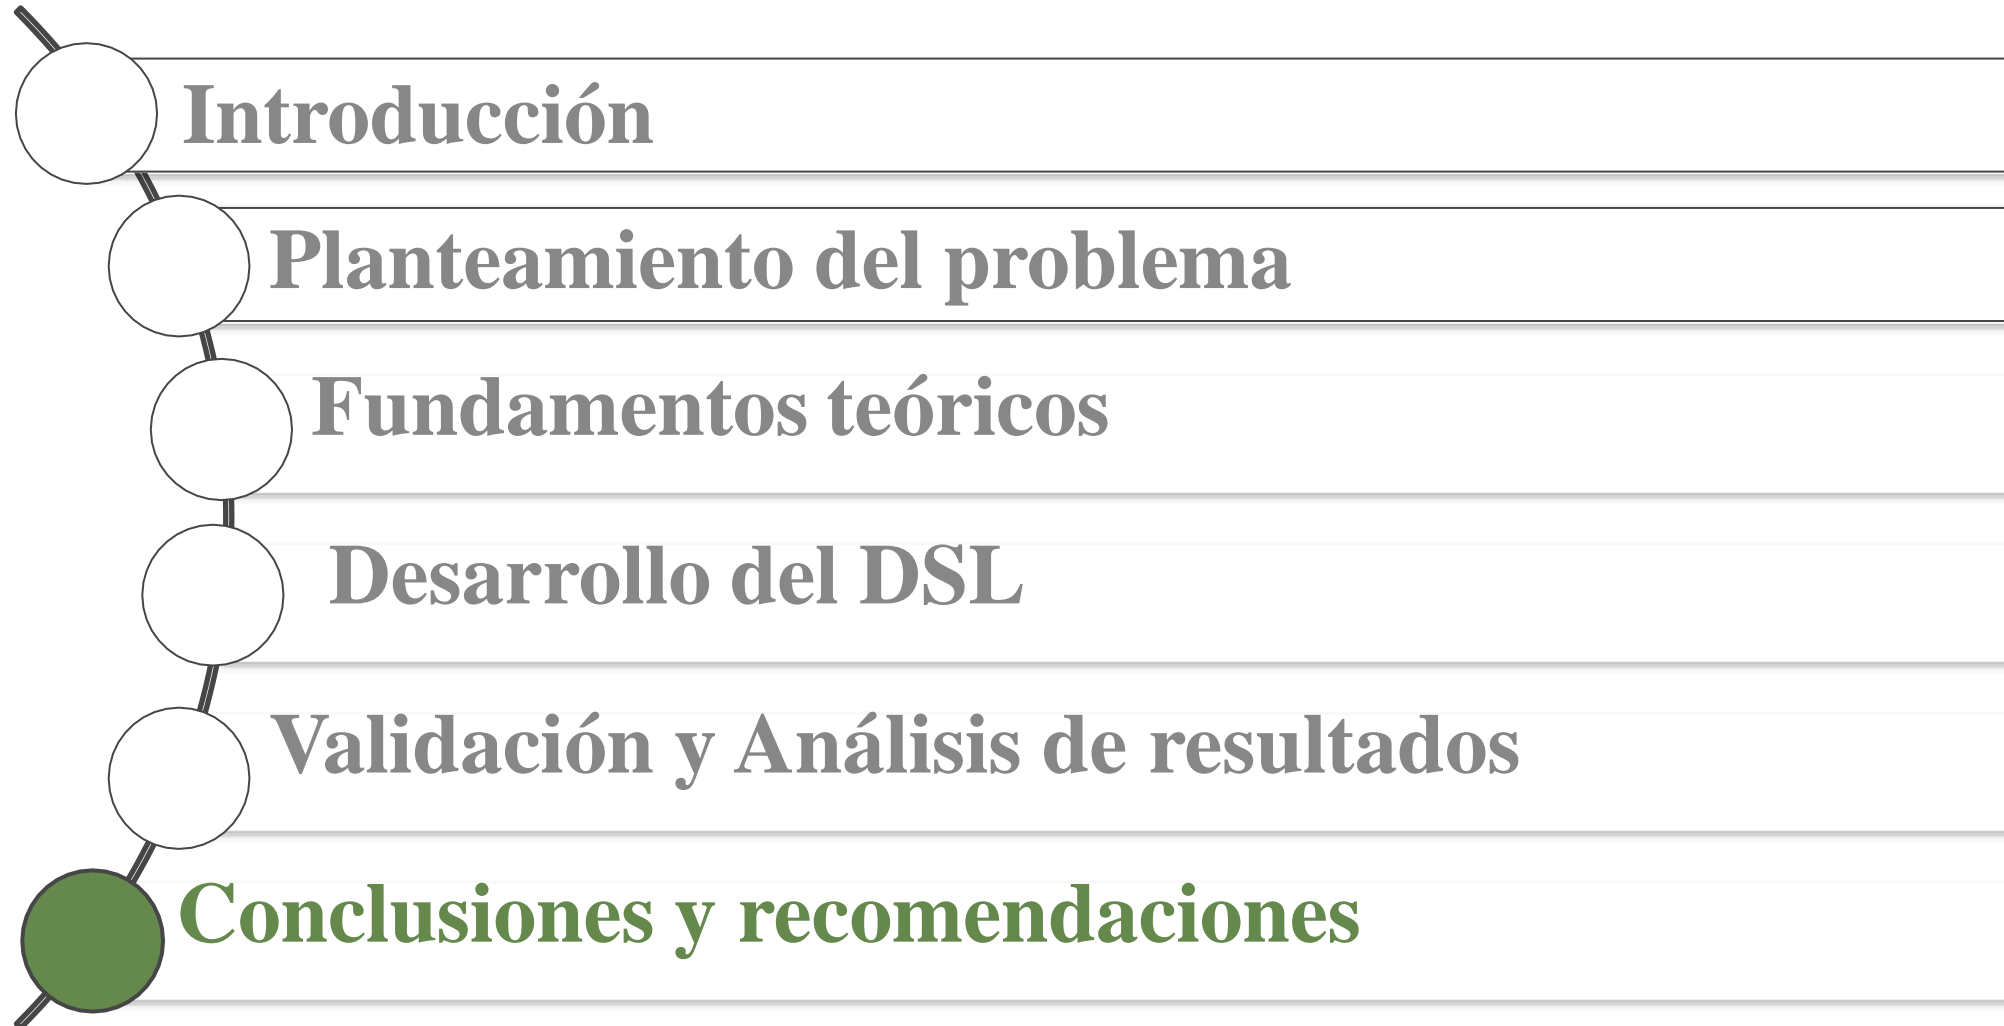 Introducción
Planteamiento del problema
Fundamentos teóricos
Desarrollo del DSL
Validación y Análisis de resultados
Conclusiones y recomendaciones